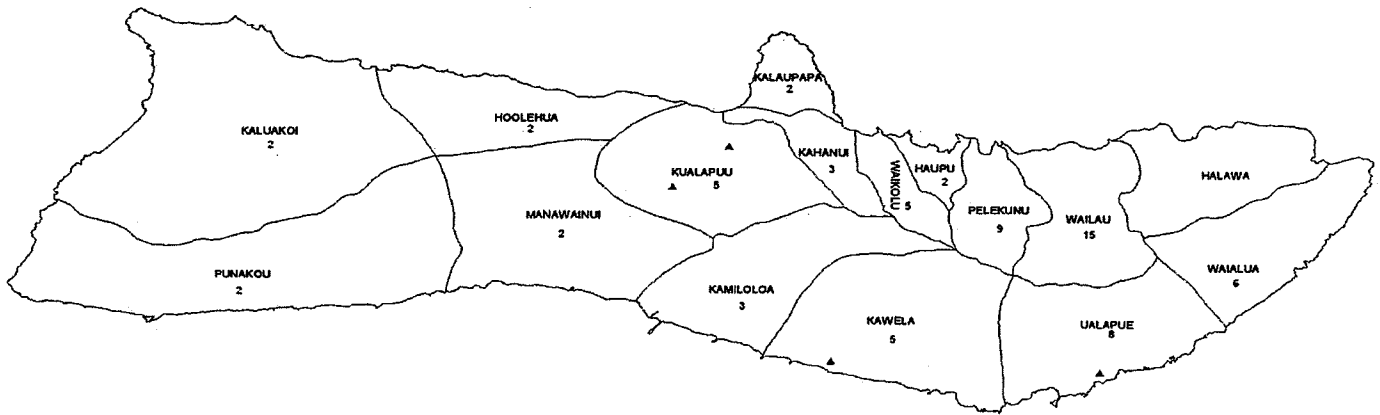 KALAUPAPA
2
KALUAKOI
2
HOOLEHUA
2
KUALAPUU
5
KAHANUI
3
WAIKOLU
5
HAUPU
2
PELEKUNU
9
WAILAU
15
HALAWA
MANAWAINUI
2
PUNAKOU
2
KAMILOLOA
3
KAWELA
5
UALAPUE
8
WAIALUA
6